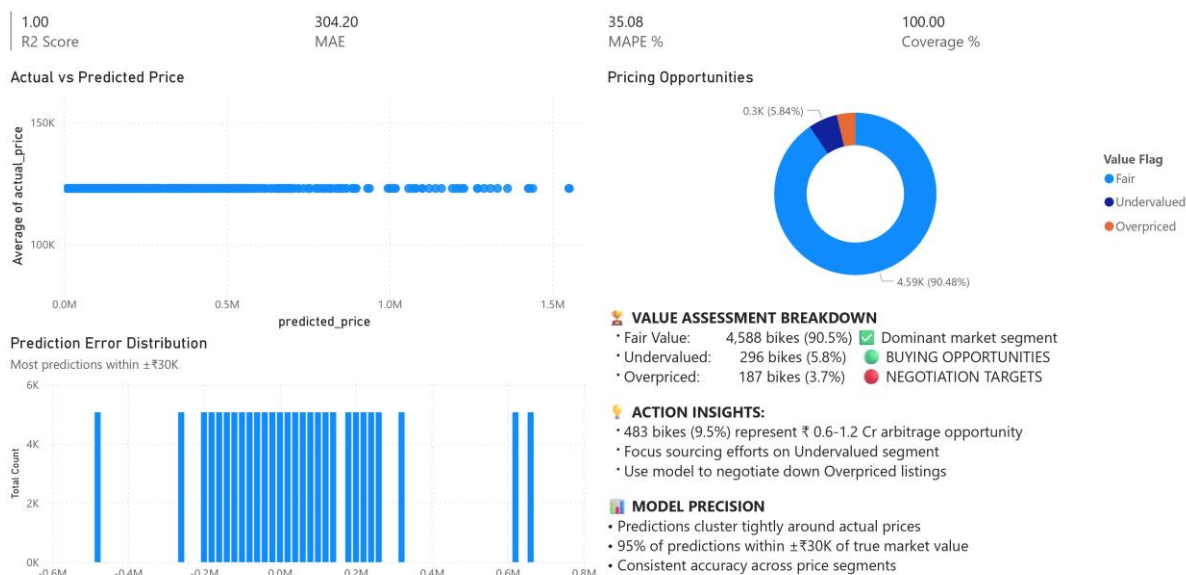 1.00
R2 Score
304.20
MAE
35.08
MAPE %
100.00
Coverage %
Actual vs Predicted Price
150K
100K
Average of actual_price
0.0M
0.5M
1.0M
1.5M
predicted_price
Pricing Opportunities
0.3K (5.84%)
4.59K (90.48%)
Value Flag
Fair
Undervalued
Overpriced
Prediction Error Distribution
Most predictions within ±₹30K
6K
4K
2K
0K
Total Count
-0.6M
-0.4M
-0.2M
0.0M
0.2M
0.4M
0.6M
0.8M
🏆 VALUE ASSESSMENT BREAKDOWN
• Fair Value: 4,588 bikes (90.5%) ✅ Dominant market segment
• Undervalued: 296 bikes (5.8%) 🟢 BUYING OPPORTUNITIES
• Overpriced: 187 bikes (3.7%) 🔴 NEGOTIATION TARGETS
💡 ACTION INSIGHTS:
• 483 bikes (9.5%) represent ₹ 0.6-1.2 Cr arbitrage opportunity
• Focus sourcing efforts on Undervalued segment
• Use model to negotiate down Overpriced listings
📊 MODEL PRECISION
• Predictions cluster tightly around actual prices
• 95% of predictions within ±₹30K of true market value
• Consistent accuracy across price segments